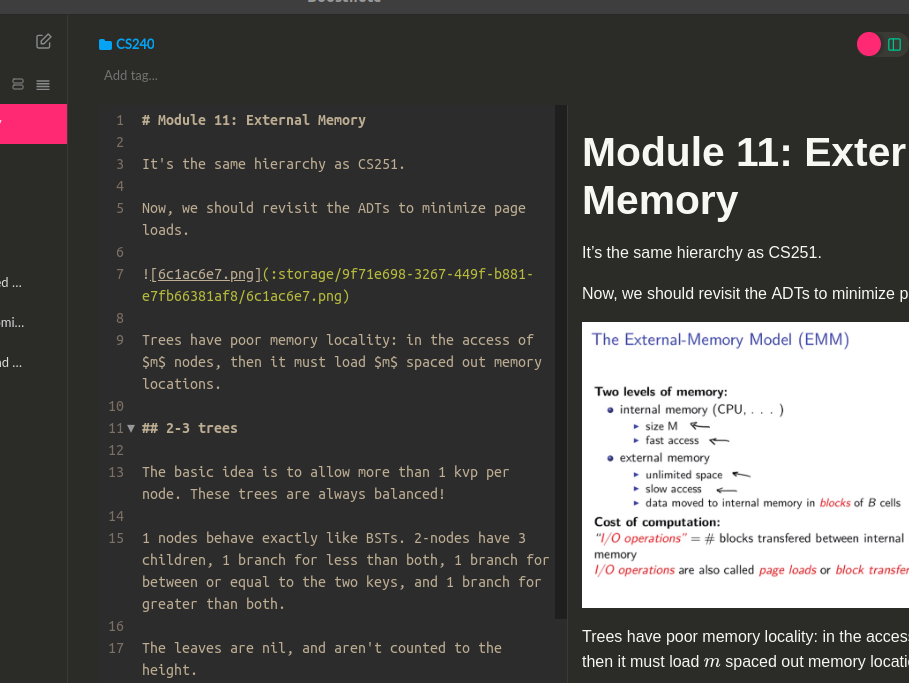 Boostnote
CS240
Add tag...
ed ...
omi...
nd ...
1 # Module 11: External Memory
2
3 It's the same hierarchy as CS251.
4
5 Now, we should revisit the ADTs to minimize page
loads.
6
7 ![6c1ac6e7.png](:storage/9f71e698-3267-449f-b881-
e7fb66381af8/6c1ac6e7.png)
8
9 Trees have poor memory locality: in the access of
$m$ nodes, then it must load $m$ spaced out memory
locations.
10
11 ## 2-3 trees
12
13 The basic idea is to allow more than 1 kvp per
node. These trees are always balanced!
14
15 1 nodes behave exactly like BSTs. 2-nodes have 3
children, 1 branch for less than both, 1 branch for
between or equal to the two keys, and 1 branch for
greater than both.
16
17 The leaves are nil, and aren't counted to the
height.
Module 11: Exter
Memory
It's the same hierarchy as CS251.
Now, we should revisit the ADTs to minimize p
The External-Memory Model (EMM)
Two levels of memory:
internal memory (CPU, . . . )
size M
fast access
external memory
unlimited space
slow access
data moved to internal memory in blocks of B cells
Cost of computation:
"I/O operations" = # blocks transfered between internal
memory
I/O operations are also called page loads or block transfer
Trees have poor memory locality: in the acces
then it must load m spaced out memory locati